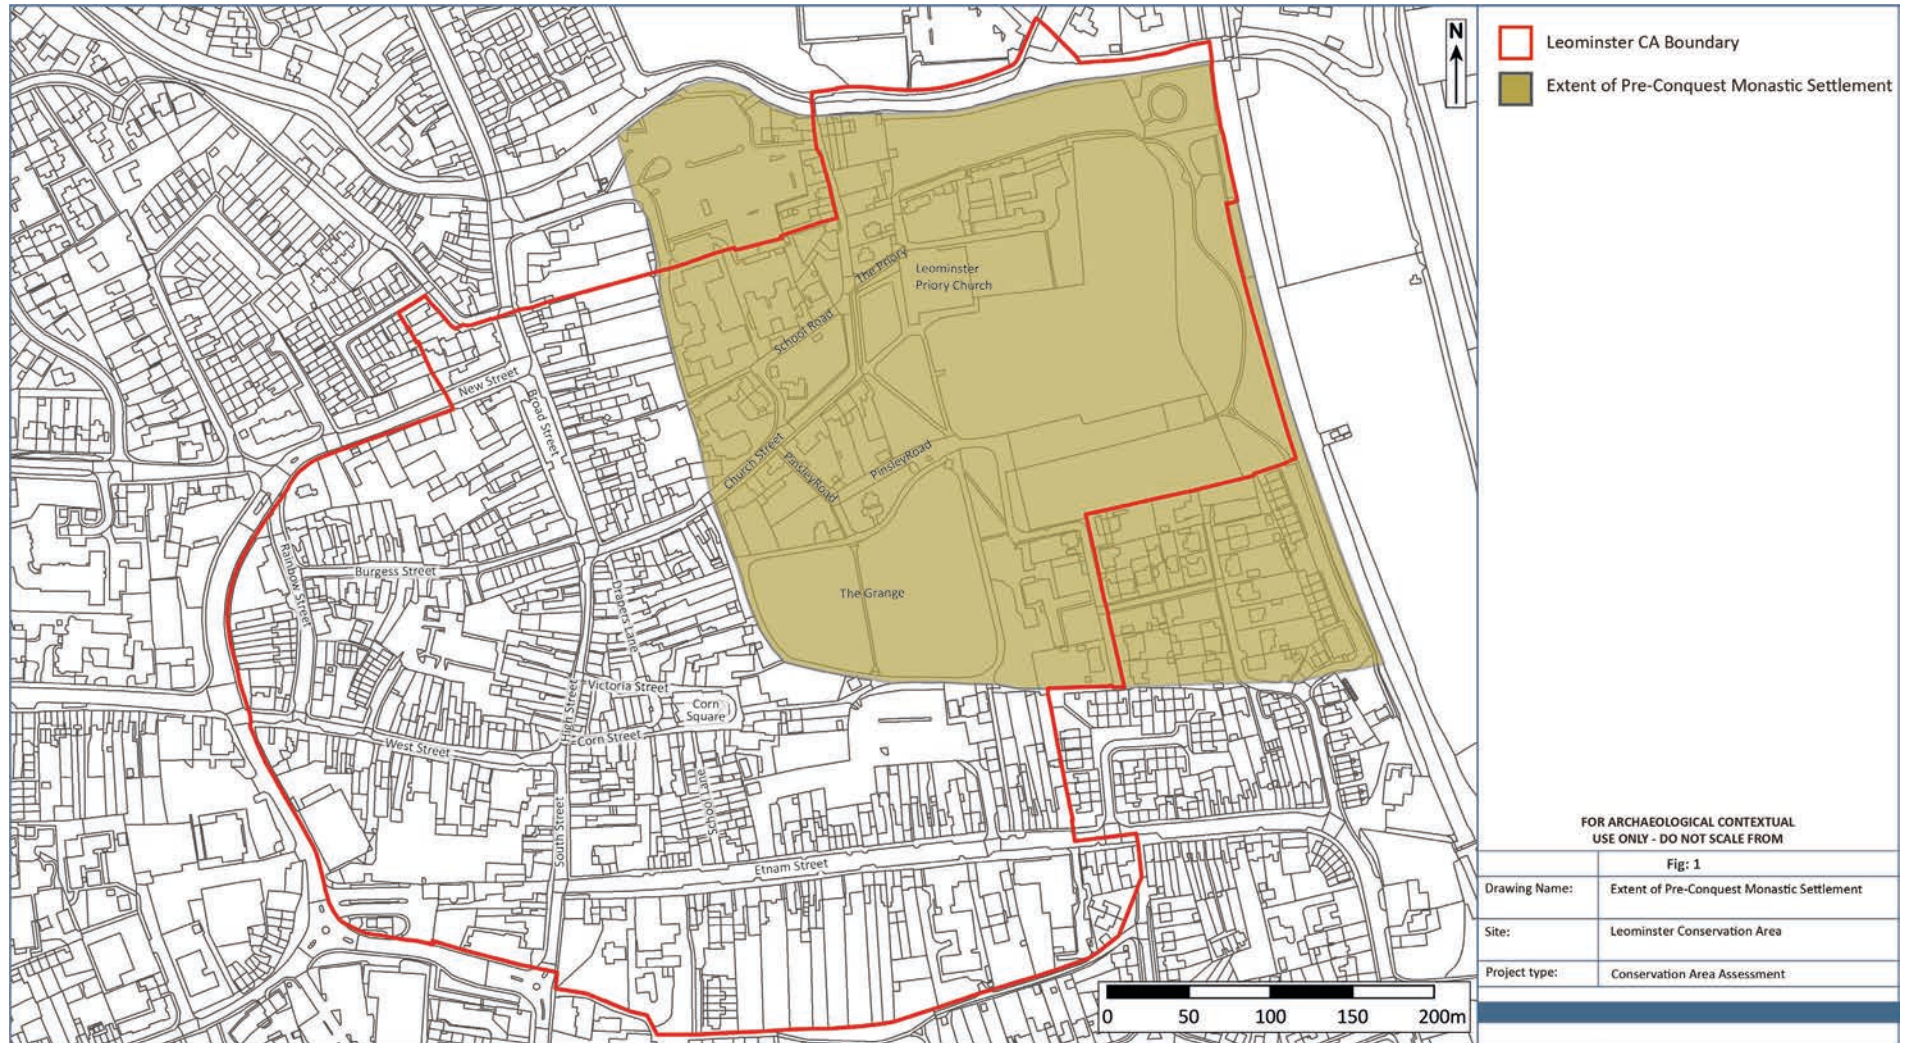 N
Leominster CA Boundary
Extent of Pre-Conquest Monastic Settlement
The Priory
Leominster
Priory Church
School Road
New Street
Broad Street
Church Street
PinsleyRoad
PinsleyRoad
Rainbow Street
Burgess Street
Drapers Lane
The Grange
Victoria Street
High Street
Corn
Square
Corn Street
West Street
School Lane
South Street
Etnam Street
0 50 100 150 200m
FOR ARCHAEOLOGICAL CONTEXTUAL
USE ONLY - DO NOT SCALE FROM
Fig: 1
Drawing Name: Extent of Pre-Conquest Monastic Settlement
Site: Leominster Conservation Area
Project type: Conservation Area Assessment